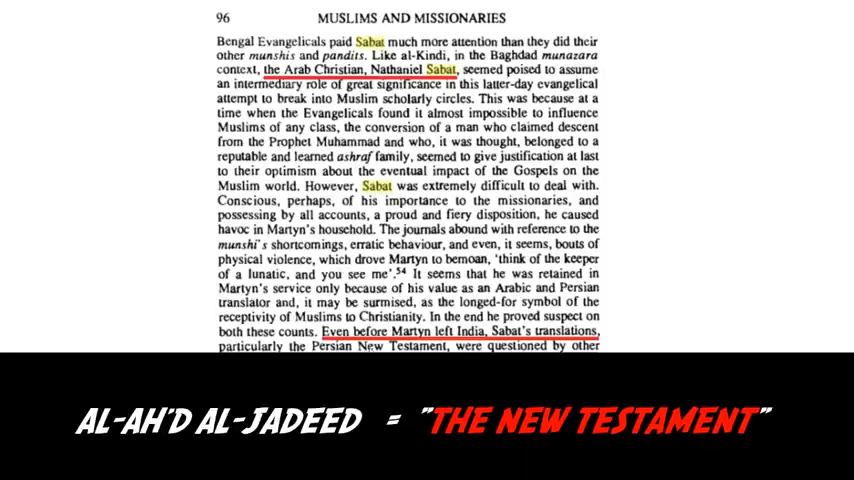 96 MUSLIMS AND MISSIONARIES
Bengal Evangelicals paid Sabat much more attention than they did their
other munshis and pandits. Like al-Kindi, in the Baghdad munazara
context, the Arab Christian, Nathaniel Sabat, seemed poised to assume
an intermediary role of great significance in this latter-day evangelical
attempt to break into Muslim scholarly circles. This was because at a
time when the Evangelicals found it almost impossible to influence
Muslims of any class, the conversion of a man who claimed descent
from the Prophet Muhammad and who, it was thought, belonged to a
reputable and learned ashraf family, seemed to give justification at last
to their optimism about the eventual impact of the Gospels on the
Muslim world. However, Sabat was extremely difficult to deal with.
Conscious, perhaps, of his importance to the missionaries, and
possessing by all accounts, a proud and fiery disposition, he caused
havoc in Martyn's household. The journals abound with reference to the
munshi's shortcomings, erratic behaviour, and even, it seems, bouts of
physical violence, which drove Martyn to bemoan, 'think of the keeper
of a lunatic, and you see me'.54 It seems that he was retained in
Martyn's service only because of his value as an Arabic and Persian
translator and, it may be surmised, as the longed-for symbol of the
receptivity of Muslims to Christianity. In the end he proved suspect on
both these counts. Even before Martyn left India, Sabat's translations,
particularly the Persian New Testament, were questioned by other
AL-AH'D AL-JADEED = "THE NEW TESTAMENT"